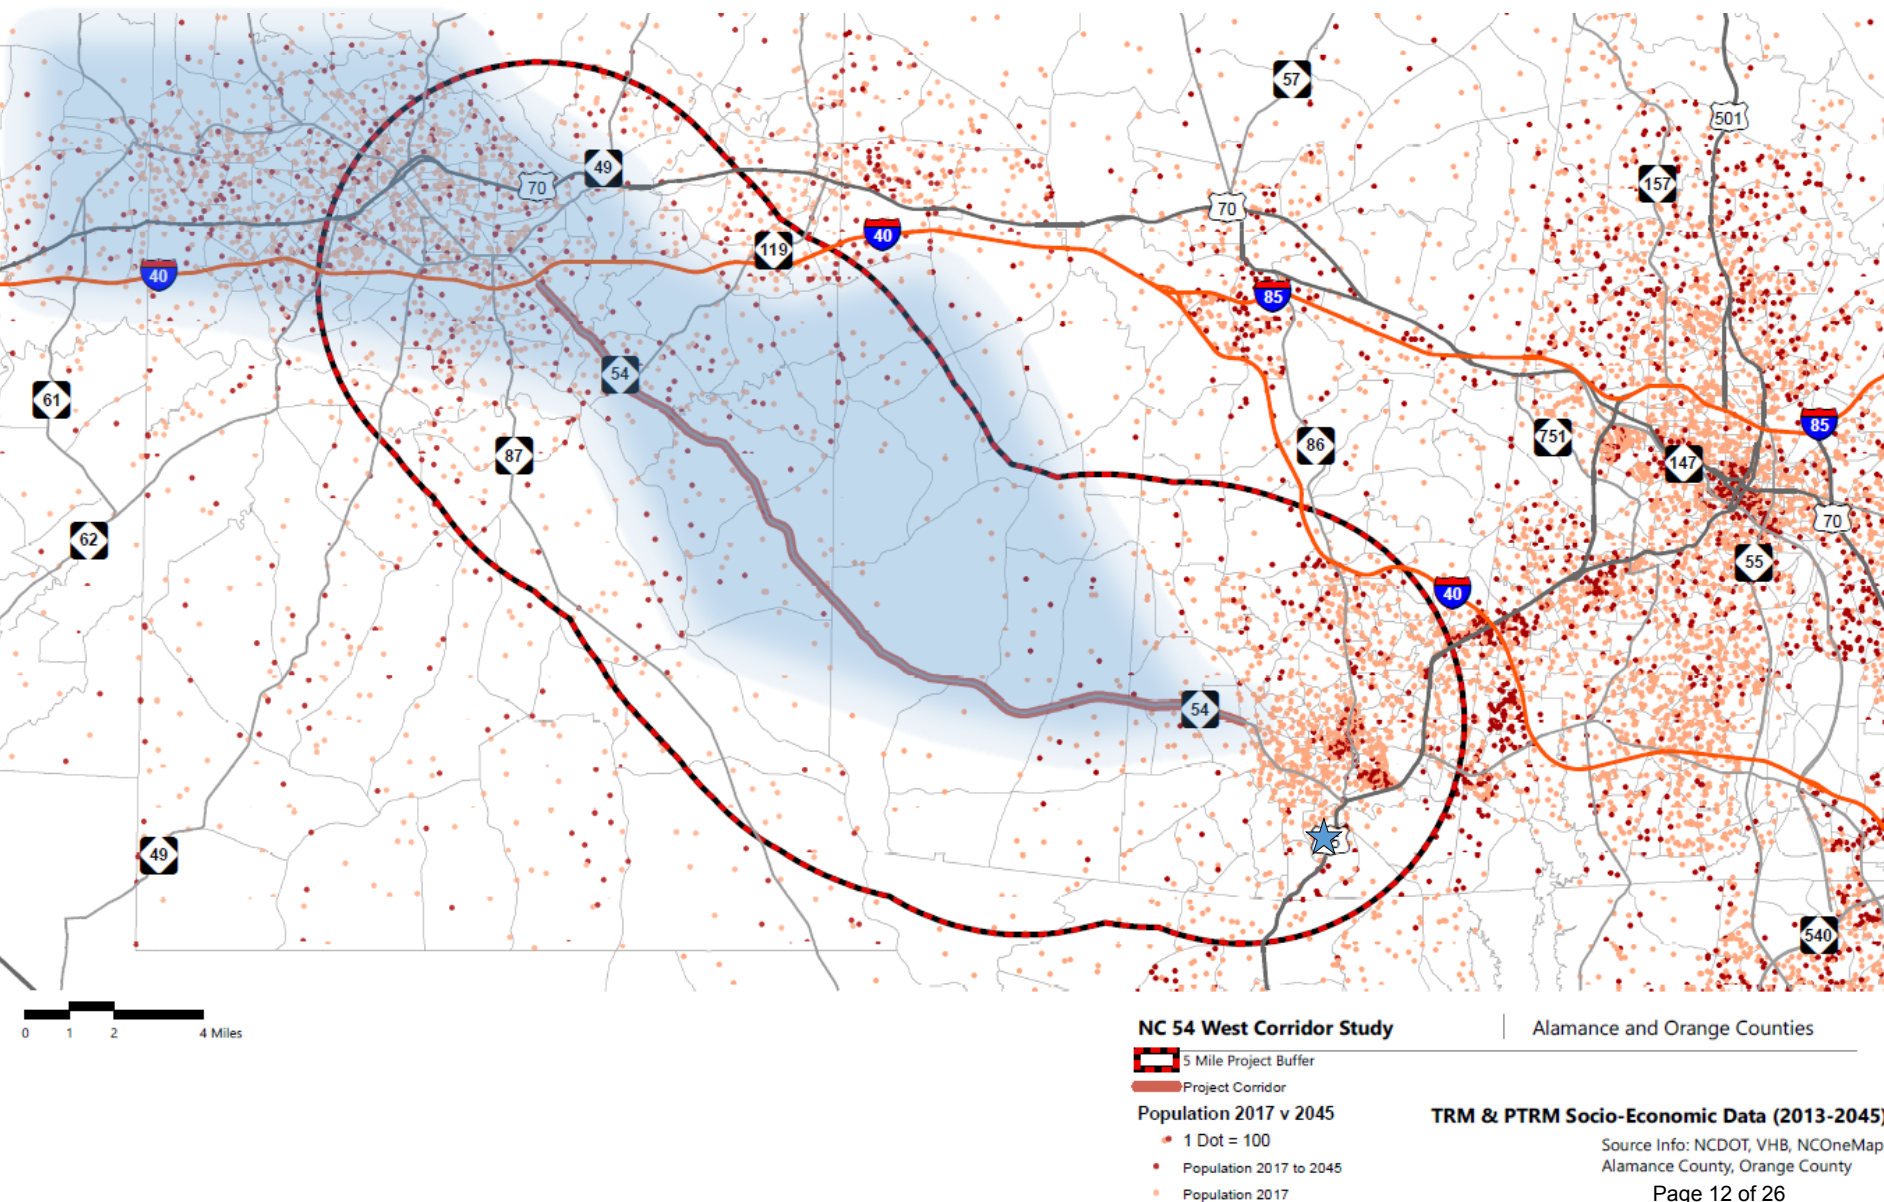 57
501
49
70
157
70
119
40
40
85
54
61
85
86
751
87
147
70
62
55
40
54
49
540
0 1 2 4 Miles
NC 54 West Corridor Study
Alamance and Orange Counties
5 Mile Project Buffer
Project Corridor
Population 2017 v 2045
1 Dot = 100
Population 2017 to 2045
Population 2017
TRM & PTRM Socio-Economic Data (2013-2045)
Source Info: NCDOT, VHB, NCOneMap
Alamance County, Orange County
Page 12 of 26